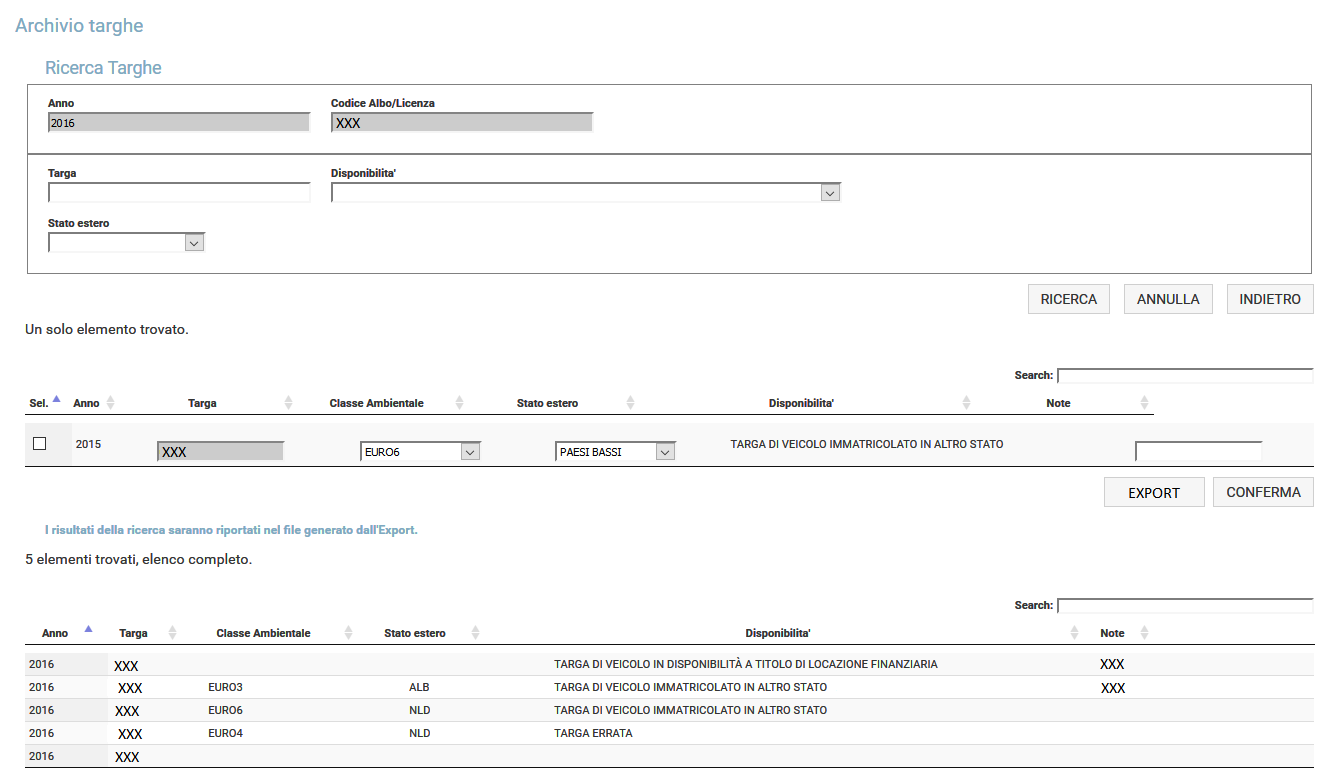 Archivio targhe
Ricerca Targhe
Anno Codice Albo/Licenza
2016 XXX
Targa Disponibilita'
Stato estero
RICERCA ANNULLA INDIETRO
Un solo elemento trovato.
Search:
Sel. Anno Targa Classe Ambientale Stato estero Disponibilita' Note
2015 XXX EURO6 PAESI BASSI TARGA DI VEICOLO IMMATRICOLATO IN ALTRO STATO
EXPORT CONFERMA
I risultati della ricerca saranno riportati nel file generato dall'Export.
5 elementi trovati, elenco completo.
Search:
Anno Targa Classe Ambientale Stato estero Disponibilita' Note
2016 XXX TARGA DI VEICOLO IN DISPONIBILITÀ A TITOLO DI LOCAZIONE FINANZIARIA XXX
2016 XXX EURO3 ALB TARGA DI VEICOLO IMMATRICOLATO IN ALTRO STATO XXX
2016 XXX EURO6 NLD TARGA DI VEICOLO IMMATRICOLATO IN ALTRO STATO
2016 XXX EURO4 NLD TARGA ERRATA
2016 XXX